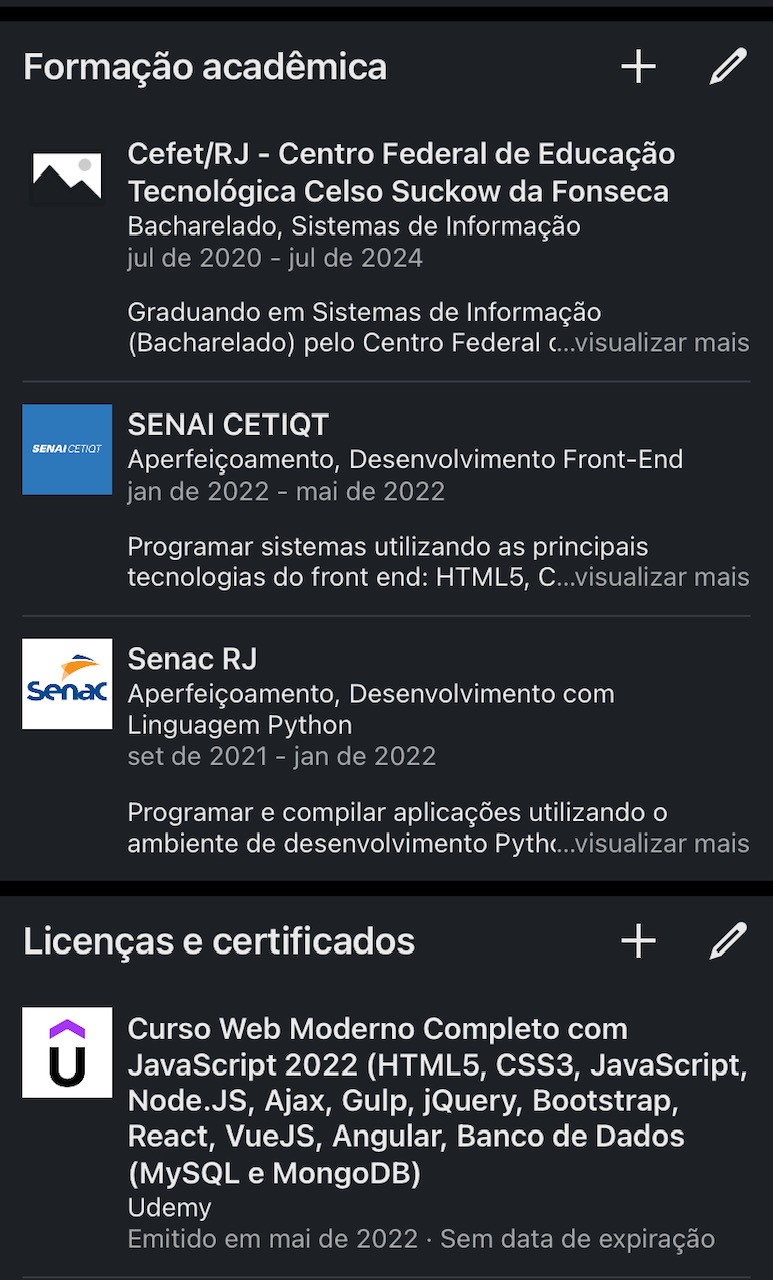 Formação acadêmica
Cefet/RJ - Centro Federal de Educação
Tecnológica Celso Suckow da Fonseca
Bacharelado, Sistemas de Informação
jul de 2020 - jul de 2024
Graduando em Sistemas de Informação
(Bacharelado) pelo Centro Federal ...visualizar mais
SENAI CETIQT
SENAI CETIQT
Aperfeiçoamento, Desenvolvimento Front-End
jan de 2022 - mai de 2022
Programar sistemas utilizando as principais
tecnologias do front end: HTML5, C...visualizar mais
Senac
Senac RJ
Aperfeiçoamento, Desenvolvimento com
Linguagem Python
set de 2021 - jan de 2022
Programar e compilar aplicações utilizando o
ambiente de desenvolvimento Pyth...visualizar mais
Licenças e certificados
Curso Web Moderno Completo com
JavaScript 2022 (HTML5, CSS3, JavaScript,
Node.JS, Ajax, Gulp, jQuery, Bootstrap,
React, VueJS, Angular, Banco de Dados
(MySQL e MongoDB)
Udemy
Emitido em mai de 2022 · Sem data de expiração